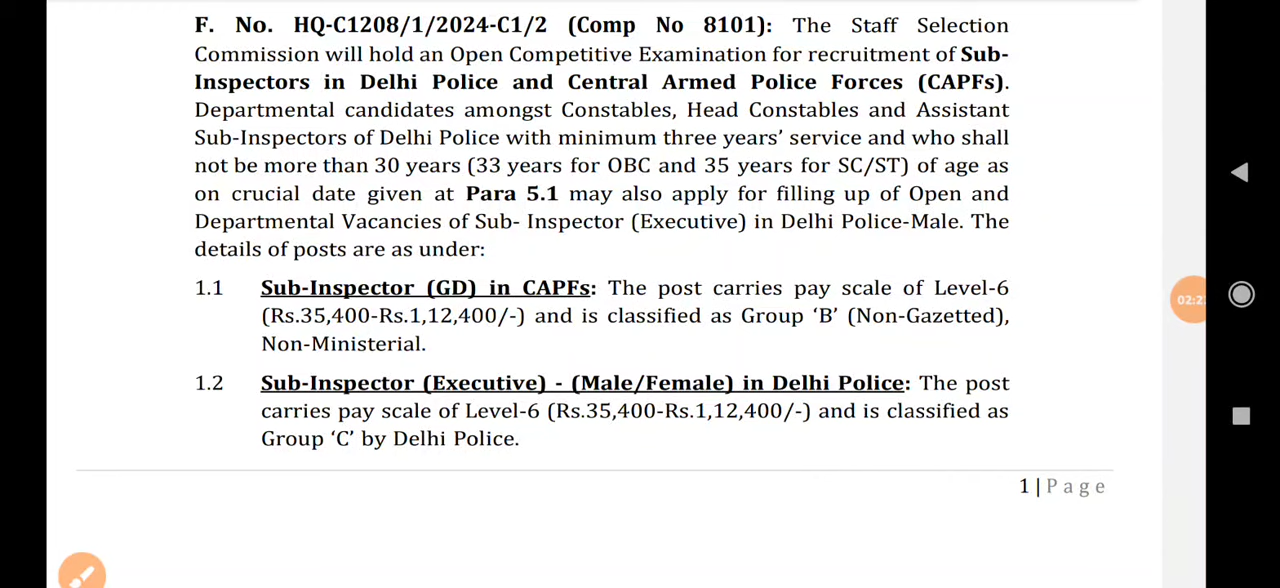 F. No. HQ-C1208/1/2024-C1/2 (Comp No 8101): The Staff Selection
Commission will hold an Open Competitive Examination for recruitment of Sub-
Inspectors in Delhi Police and Central Armed Police Forces (CAPFs).
Departmental candidates amongst Constables, Head Constables and Assistant
Sub-Inspectors of Delhi Police with minimum three years’ service and who shall
not be more than 30 years (33 years for OBC and 35 years for SC/ST) of age as
on crucial date given at Para 5.1 may also apply for filling up of Open and
Departmental Vacancies of Sub- Inspector (Executive) in Delhi Police-Male. The
details of posts are as under:
1.1 Sub-Inspector (GD) in CAPFs: The post carries pay scale of Level-6
(Rs.35,400-Rs.1,12,400/-) and is classified as Group ‘B’ (Non-Gazetted),
Non-Ministerial.
1.2 Sub-Inspector (Executive) - (Male/Female) in Delhi Police: The post
carries pay scale of Level-6 (Rs.35,400-Rs.1,12,400/-) and is classified as
Group ‘C’ by Delhi Police.
1|Page